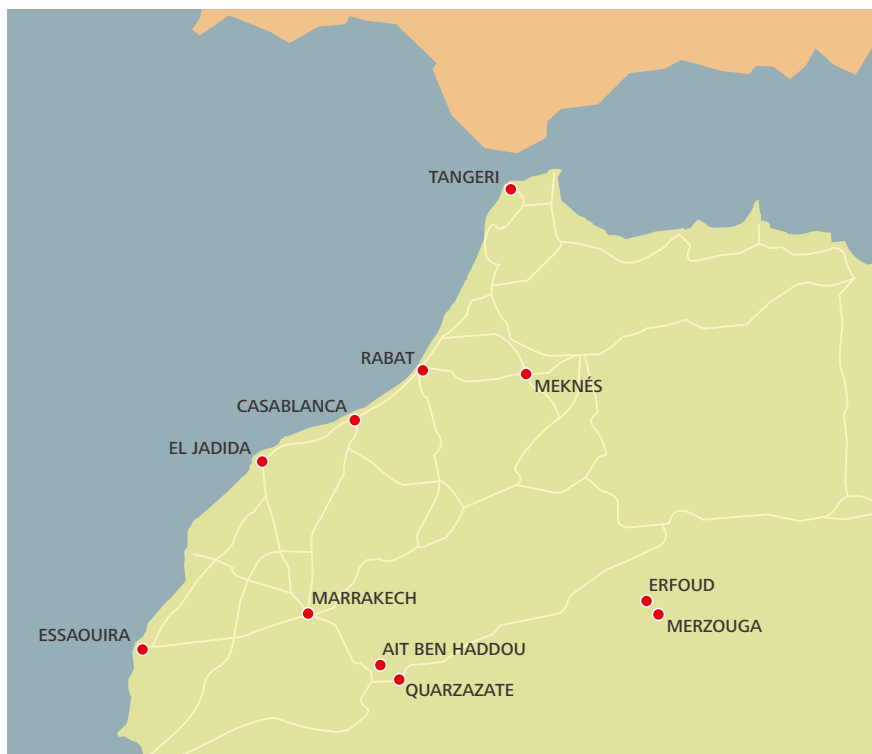 TANGERI
RABAT
MEKNÉS
CASABLANCA
EL JADIDA
ERFOUD
MARRAKECH
MERZOUGA
ESSAOUIRA
AIT BEN HADDOU
QUARZAZATE